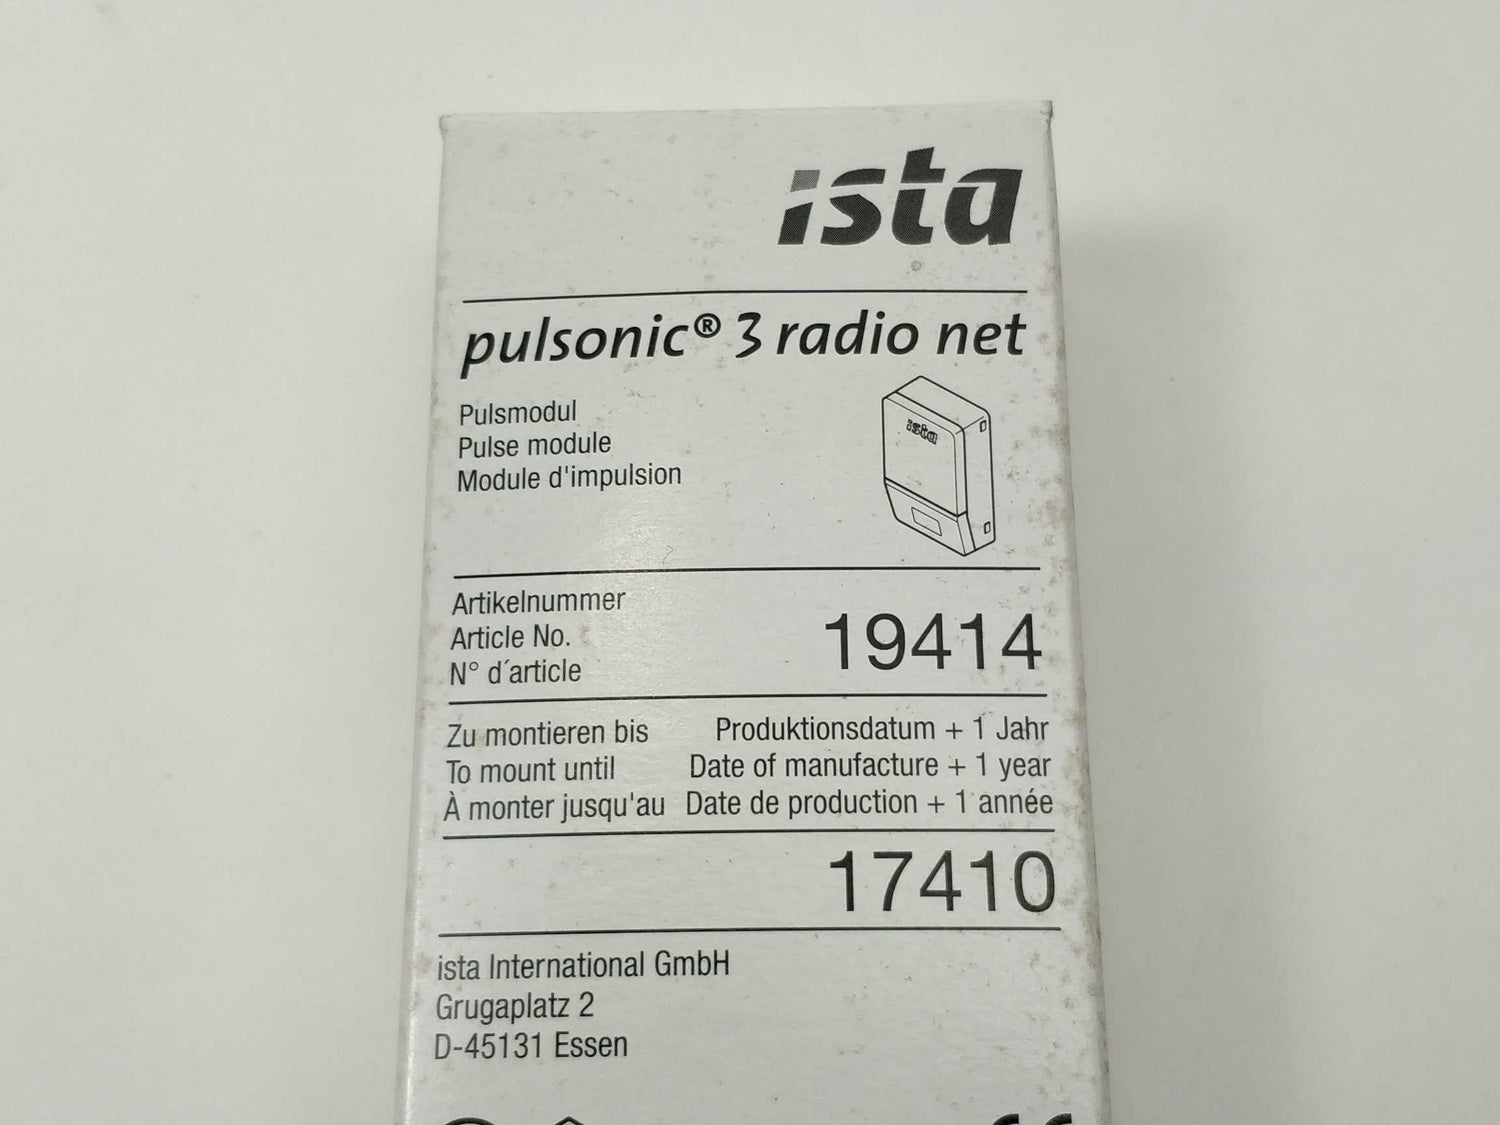 ista
pulsonic® 3 radio net
Pulsmodul
Pulse module
Module d'impulsion
ista
Artikelnummer
Article No.
N° d´article
19414
Zu montieren bis Produktionsdatum + 1 Jahr
To mount until Date of manufacture + 1 year
À monter jusqu'au Date de production + 1 année
17410
ista International GmbH
Grugaplatz 2
D-45131 Essen